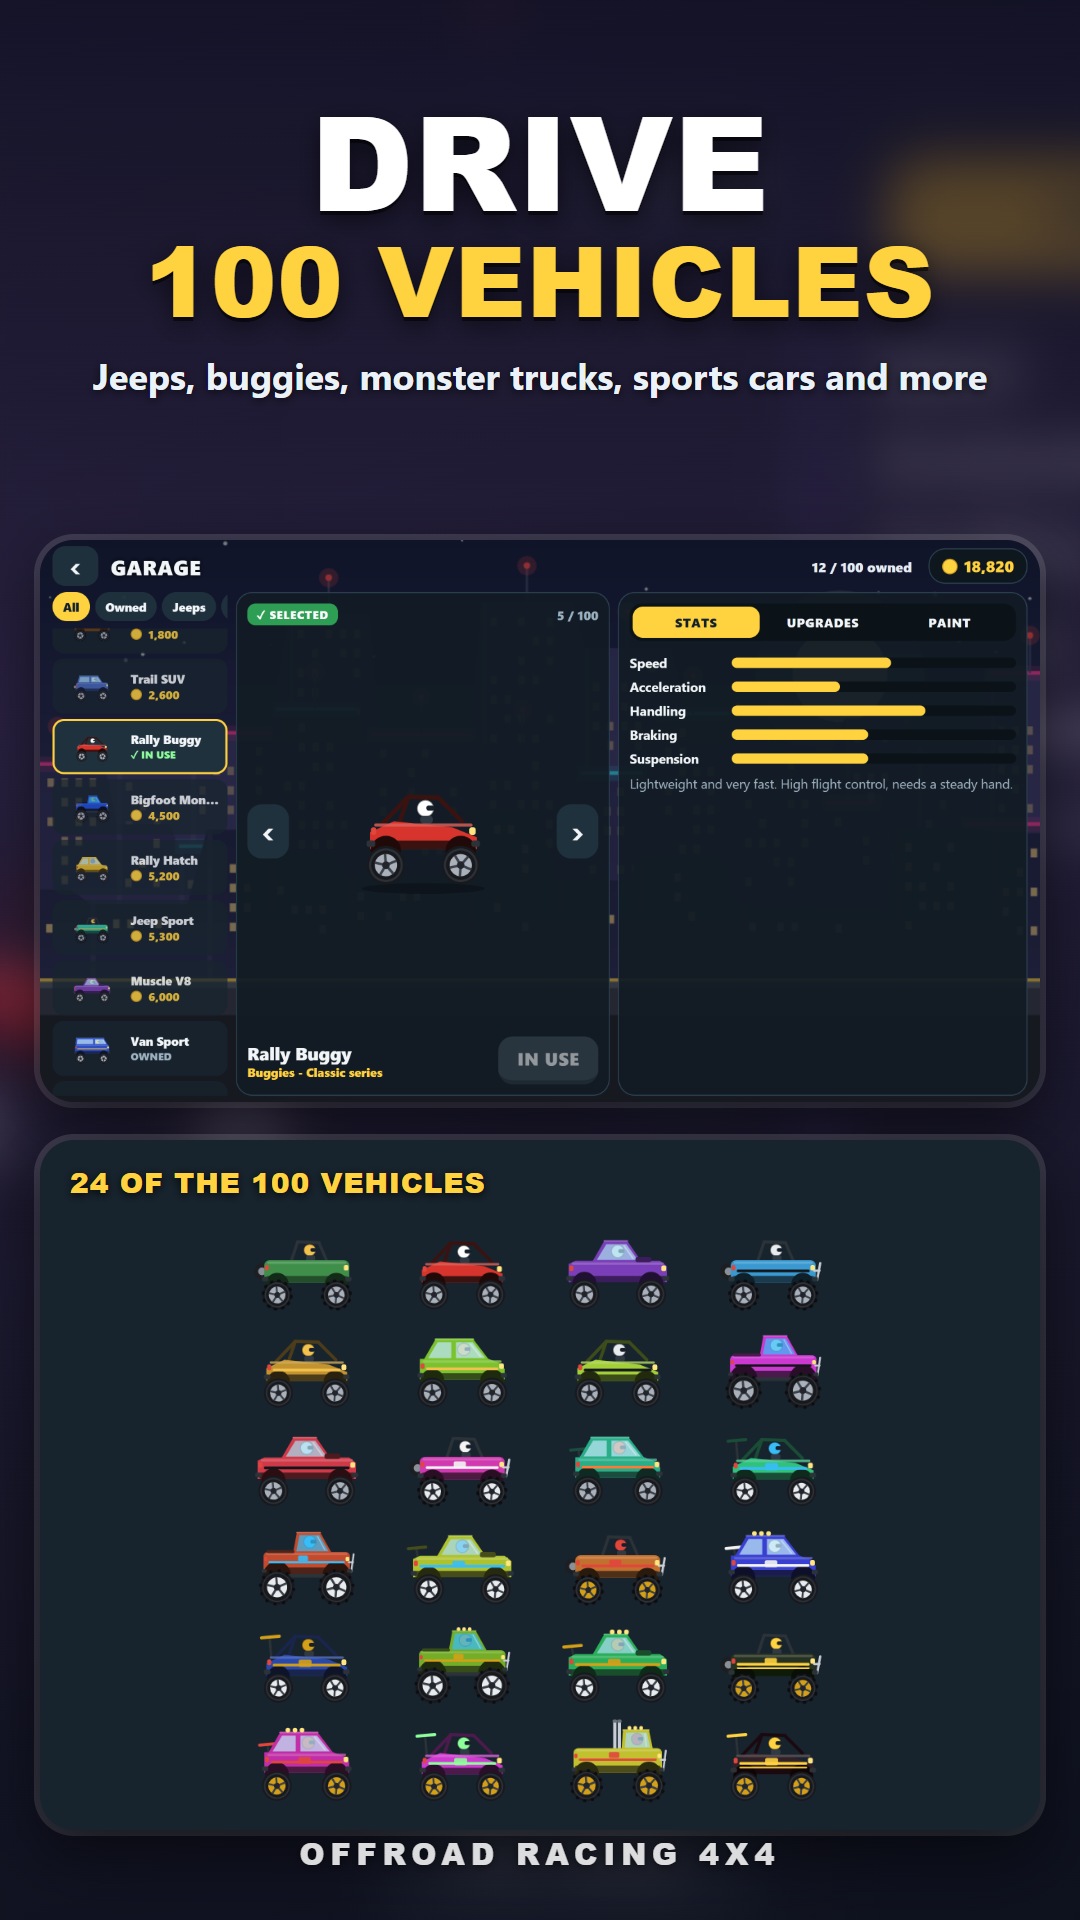 DRIVE
100 VEHICLES
Jeeps, buggies, monster trucks, sports cars and more
GARAGE
12 / 100 owned
18,820
All
Owned
Jeeps
1,800
Trail SUV
2,600
Rally Buggy
✓ IN USE
Bigfoot Mon...
4,500
Rally Hatch
5,200
Jeep Sport
5,300
Muscle V8
6,000
Van Sport
OWNED
✓ SELECTED
5 / 100
Rally Buggy
Buggies - Classic series
IN USE
STATS
UPGRADES
PAINT
Speed
Acceleration
Handling
Braking
Suspension
Lightweight and very fast. High flight control, needs a steady hand.
24 OF THE 100 VEHICLES
OFFROAD RACING 4X4